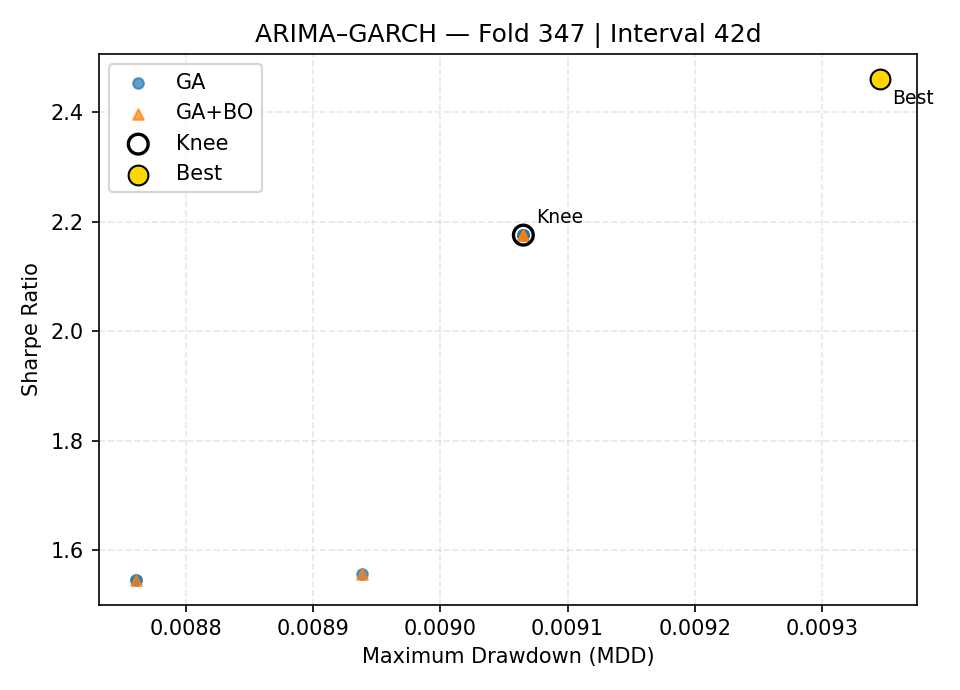 ARIMA–GARCH — Fold 347 | Interval 42d
GA
GA+BO
Knee
Best
Best
Knee
Sharpe Ratio
2.4
2.2
2.0
1.8
1.6
0.0088
0.0089
0.0090
0.0091
0.0092
0.0093
Maximum Drawdown (MDD)